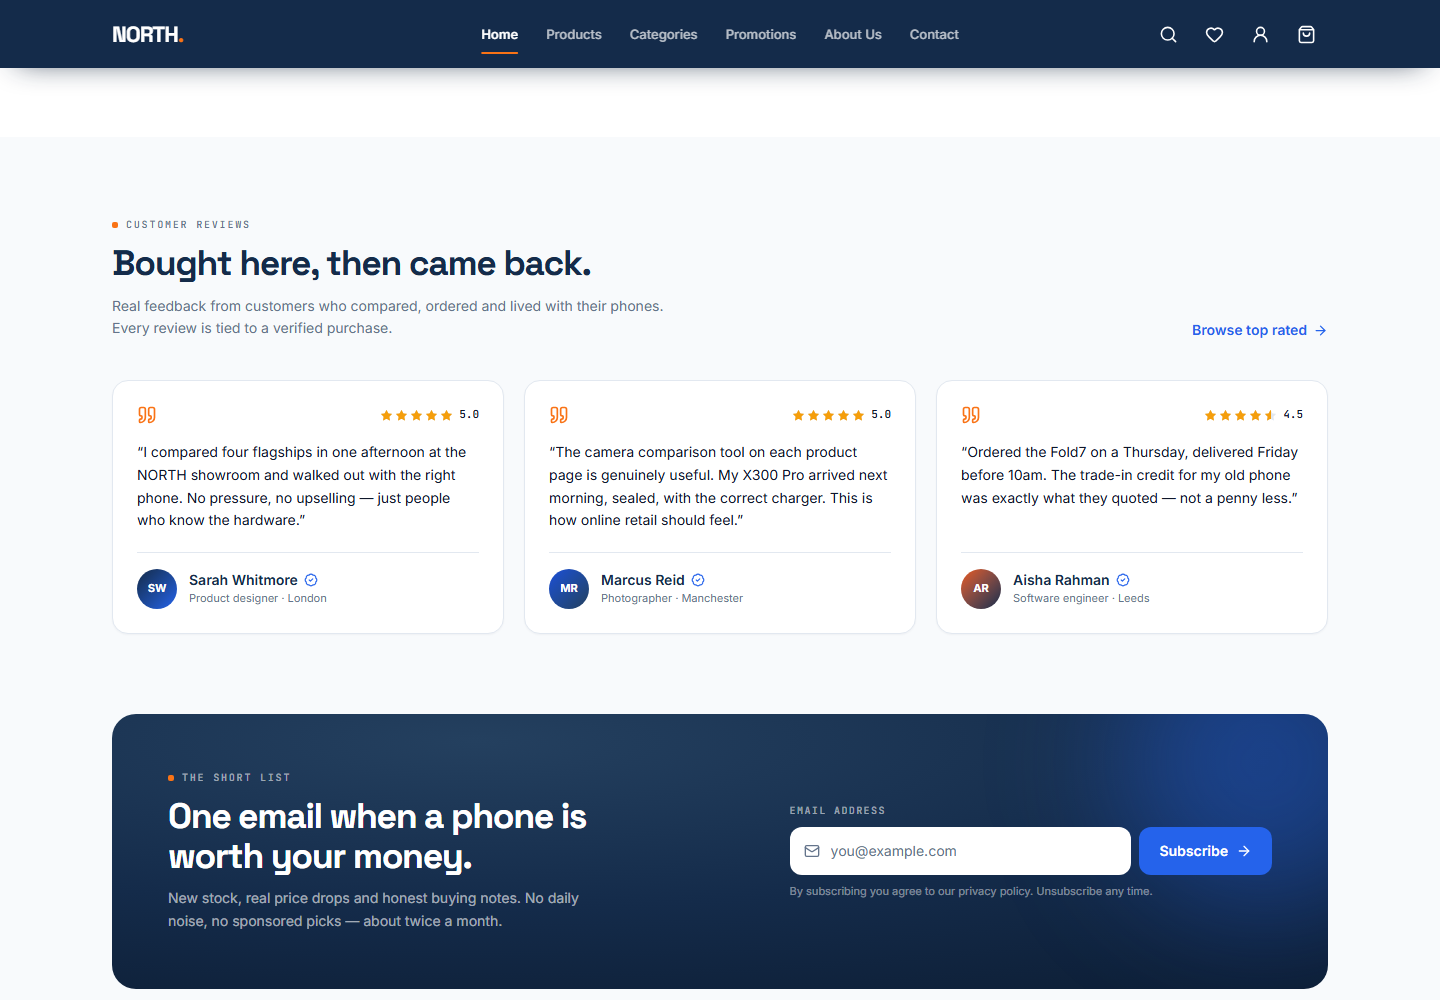 NORTH.
Home Products Categories Promotions About Us Contact
CUSTOMER REVIEWS
Bought here, then came back.
Real feedback from customers who compared, ordered and lived with their phones.
Every review is tied to a verified purchase.
Browse top rated
5.0
“I compared four flagships in one afternoon at the
NORTH showroom and walked out with the right
phone. No pressure, no upselling — just people
who know the hardware.”
SW
Sarah Whitmore
Product designer · London
5.0
“The camera comparison tool on each product
page is genuinely useful. My X300 Pro arrived next
morning, sealed, with the correct charger. This is
how online retail should feel.”
MR
Marcus Reid
Photographer · Manchester
4.5
“Ordered the Fold7 on a Thursday, delivered Friday
before 10am. The trade-in credit for my old phone
was exactly what they quoted — not a penny less.”
AR
Aisha Rahman
Software engineer · Leeds
THE SHORT LIST
One email when a phone is
worth your money.
New stock, real price drops and honest buying notes. No daily
noise, no sponsored picks — about twice a month.
EMAIL ADDRESS
you@example.com
Subscribe
By subscribing you agree to our privacy policy. Unsubscribe any time.